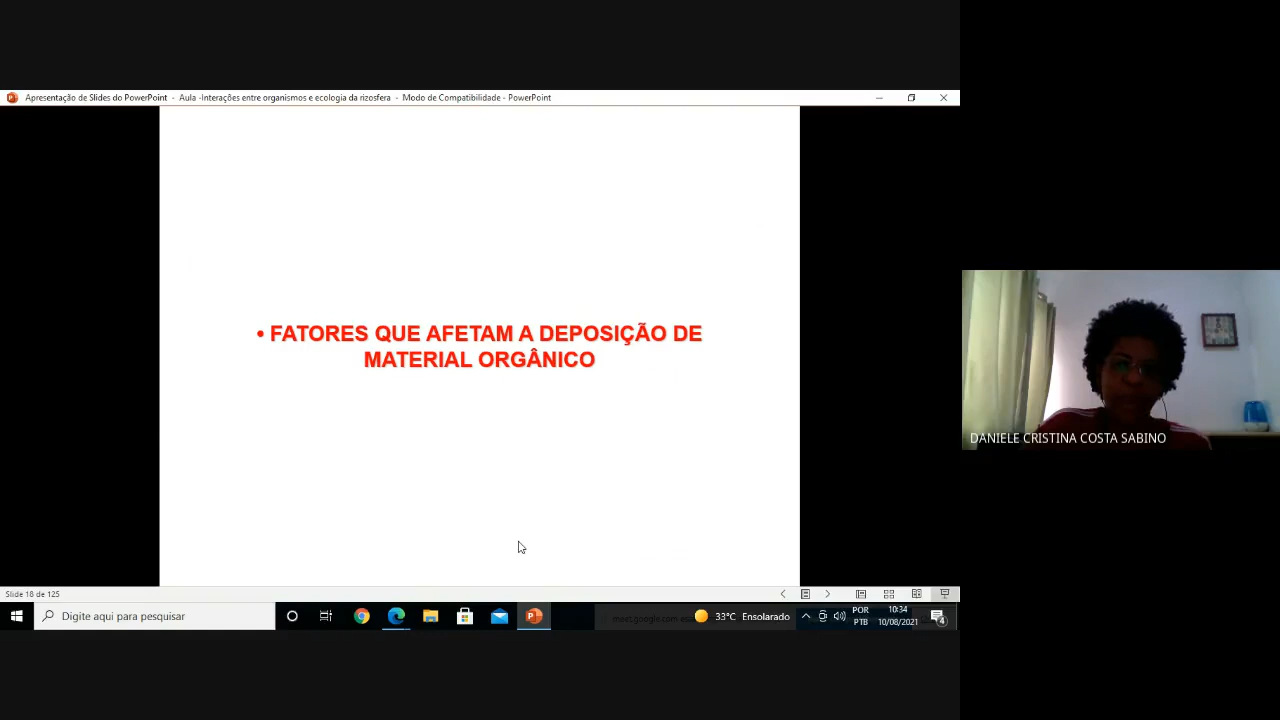 Apresentação de Slides do PowerPoint - Aula -Interações entre organismos e ecologia da rizosfera - Modo de Compatibilidade - PowerPoint
• FATORES QUE AFETAM A DEPOSIÇÃO DE
MATERIAL ORGÂNICO
DANIELE CRISTINA COSTA SABINO
Slide 18 de 125
Digite aqui para pesquisar
33°C Ensolarado
POR
PTB
10:34
10/08/2021
4